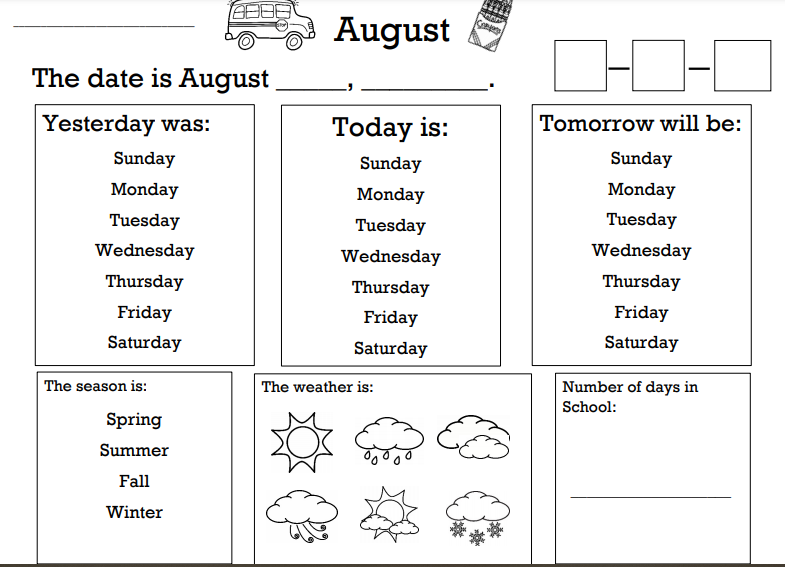 August
The date is August _____, _________.
Yesterday was:
Sunday
Monday
Tuesday
Wednesday
Thursday
Friday
Saturday
Today is:
Sunday
Monday
Tuesday
Wednesday
Thursday
Friday
Saturday
Tomorrow will be:
Sunday
Monday
Tuesday
Wednesday
Thursday
Friday
Saturday
The season is:
Spring
Summer
Fall
Winter
The weather is:
Number of days in
School: